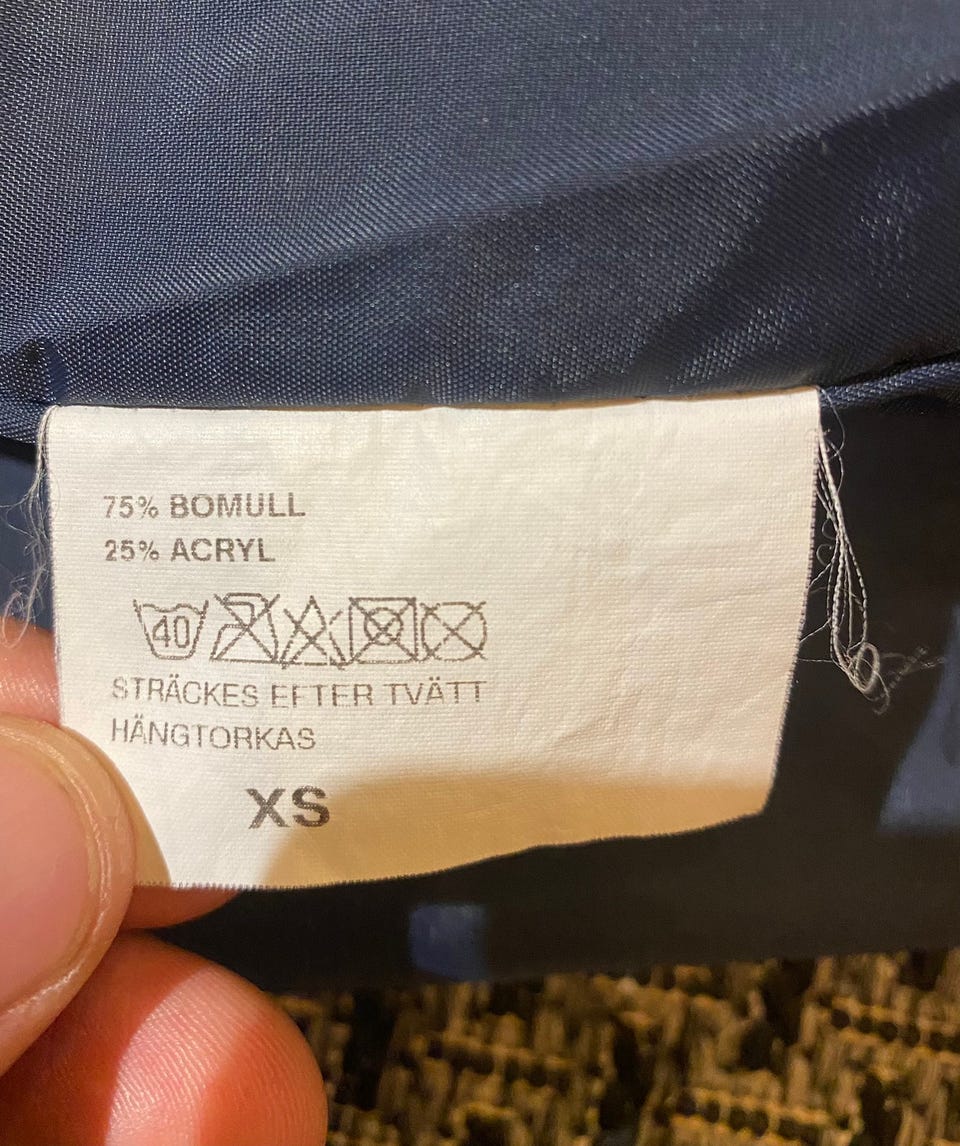 75% BOMULL
25% ACRYL
40
STRÄCKES EFTER TVÄTT
HÄNGTORKAS
XS